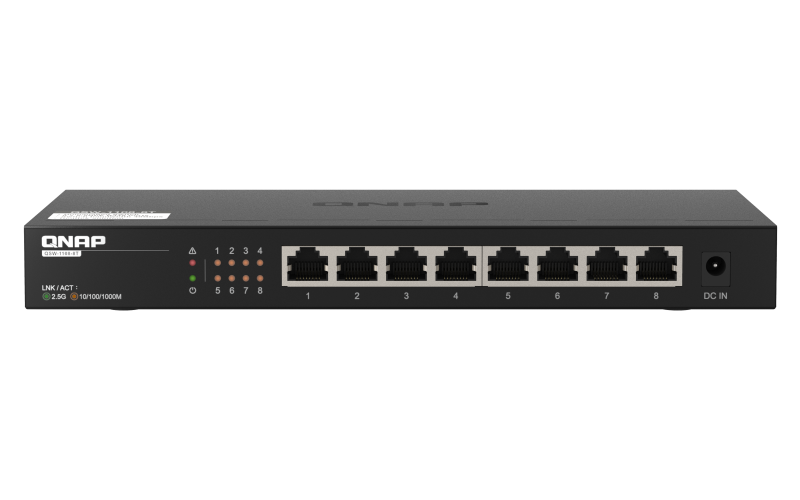 QNAP
QNAP
QSW-1108-8T
1 2 3 4
5 6 7 8
LNK / ACT :
2.5G 10/100/1000M
1 2 3 4 5 6 7 8
DC IN